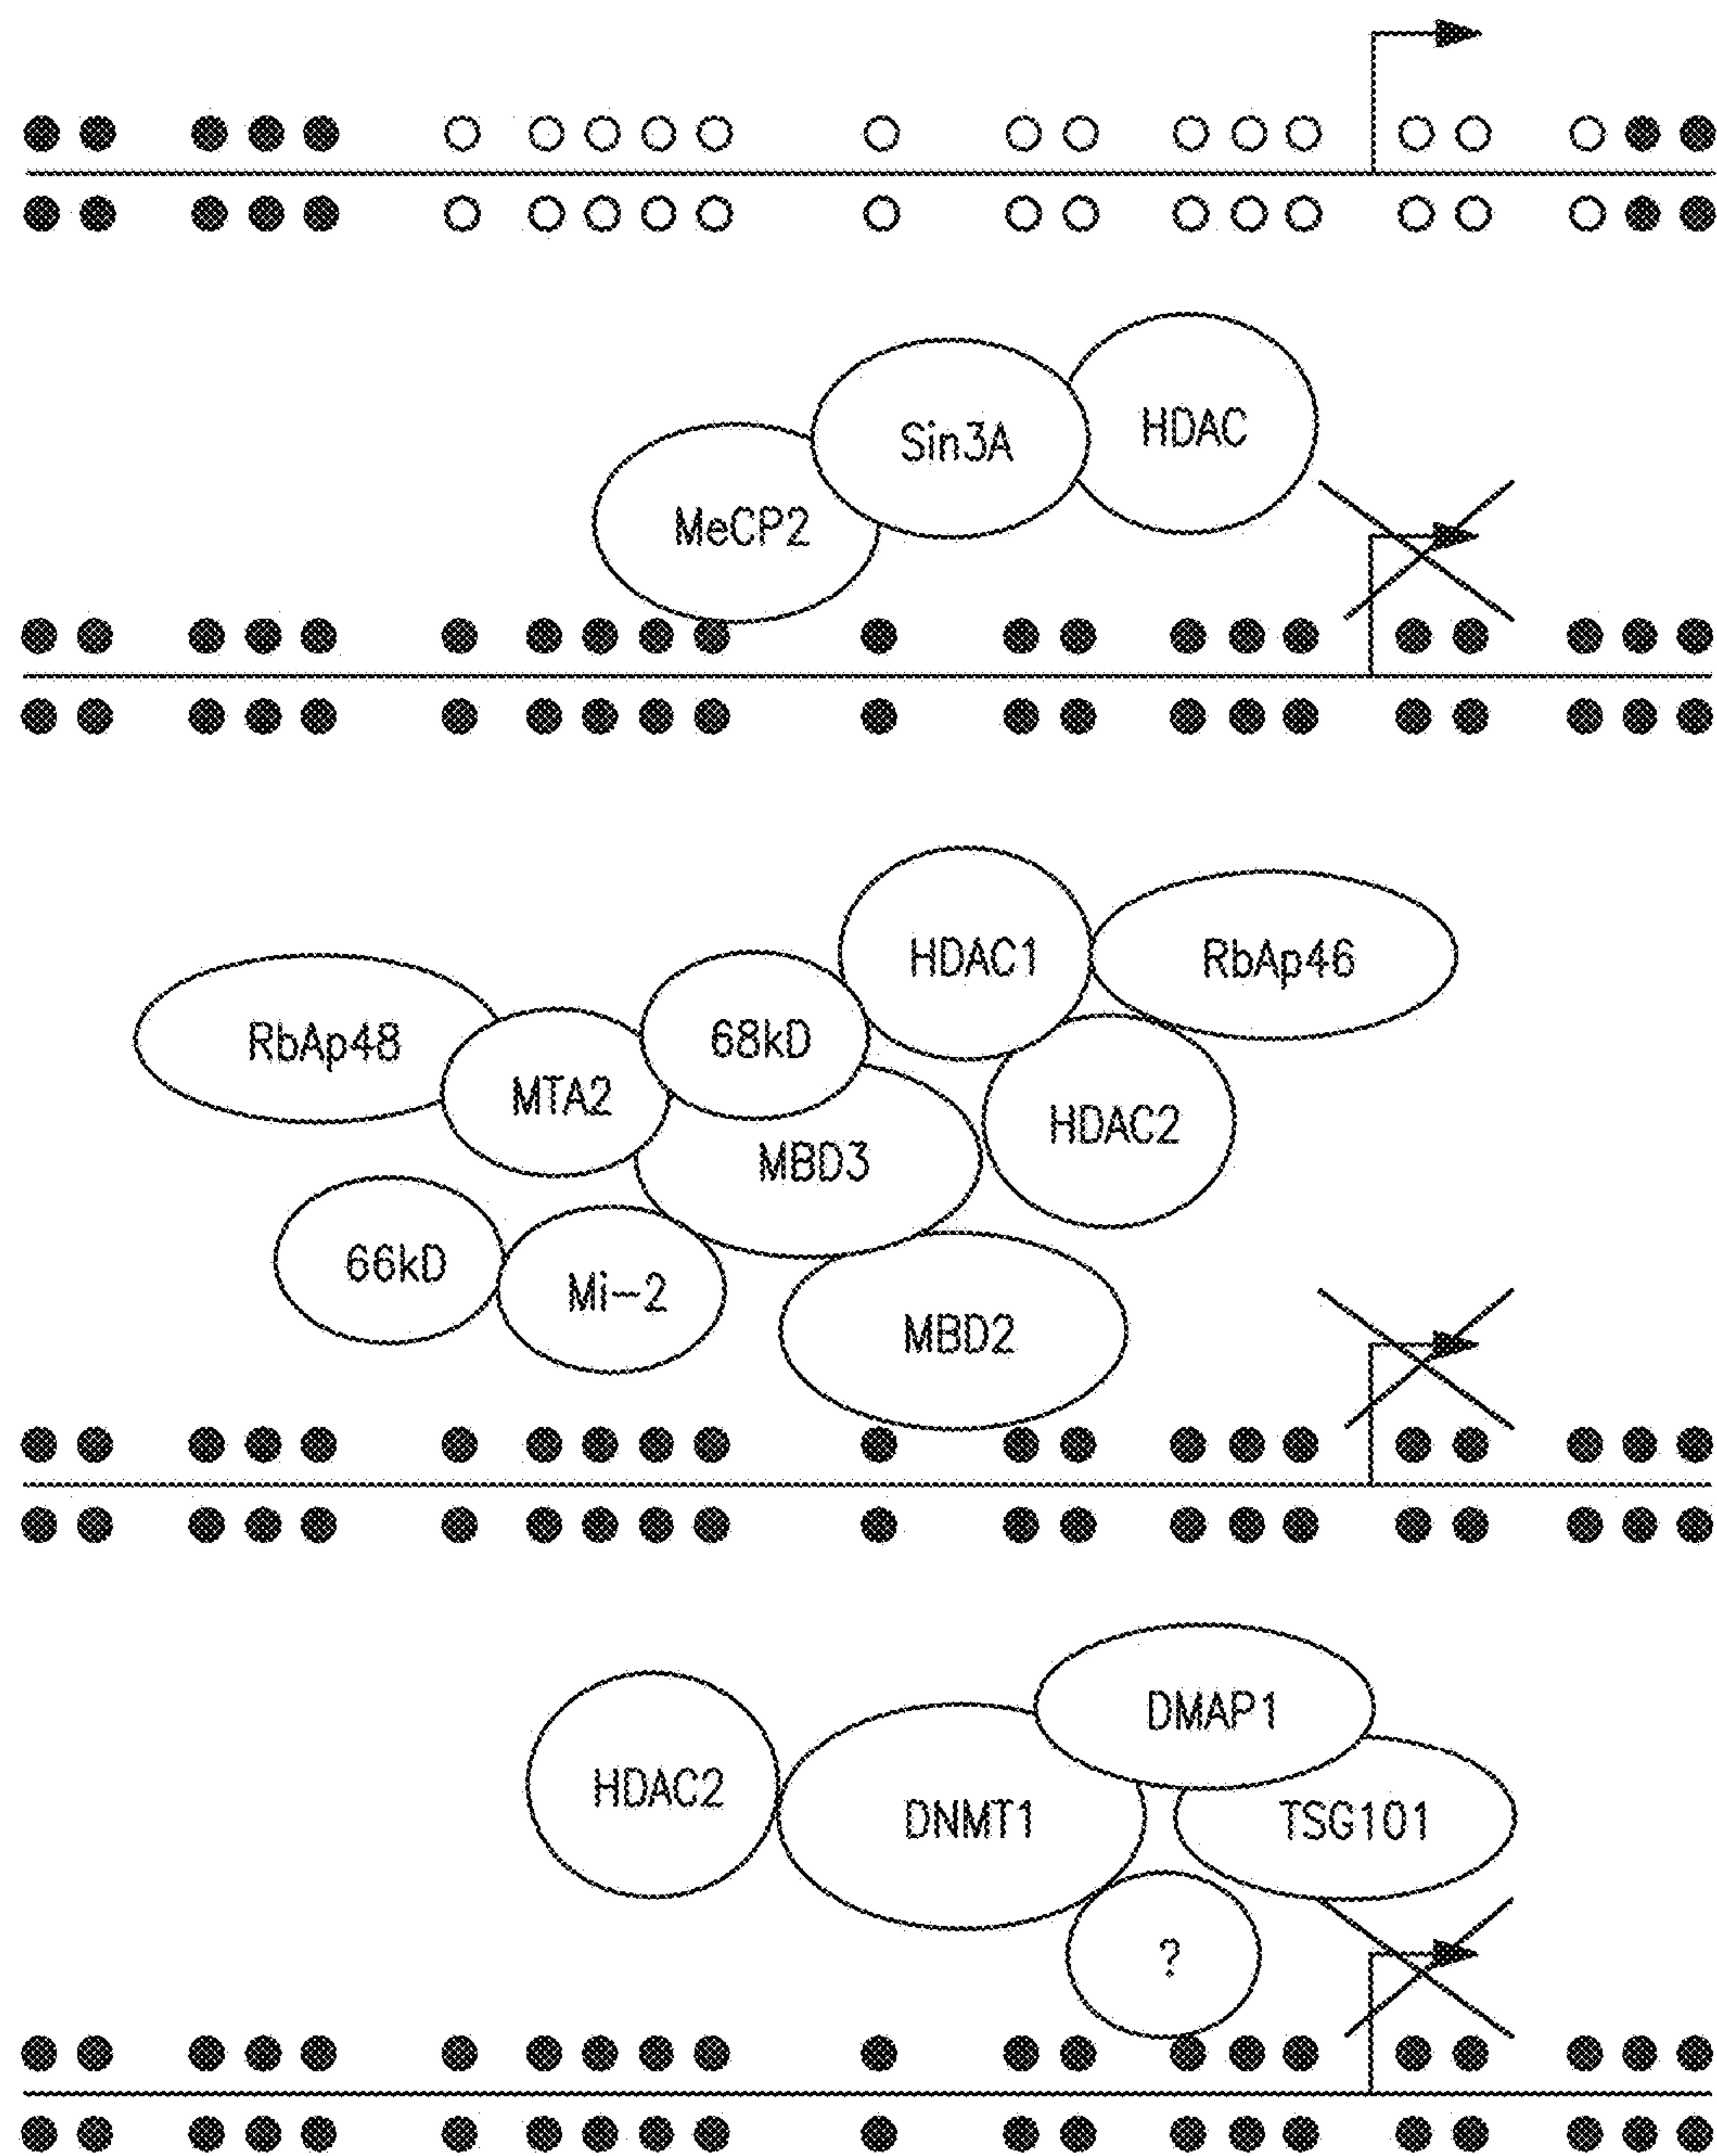 Sin3A
HDAC
MeCP2
HDAC1
RbAp46
RbAp48
68kD
MTA2
HDAC2
MBD3
66kD
Mi-2
MBD2
DMAP1
HDAC2
DNMT1
TSG101
?